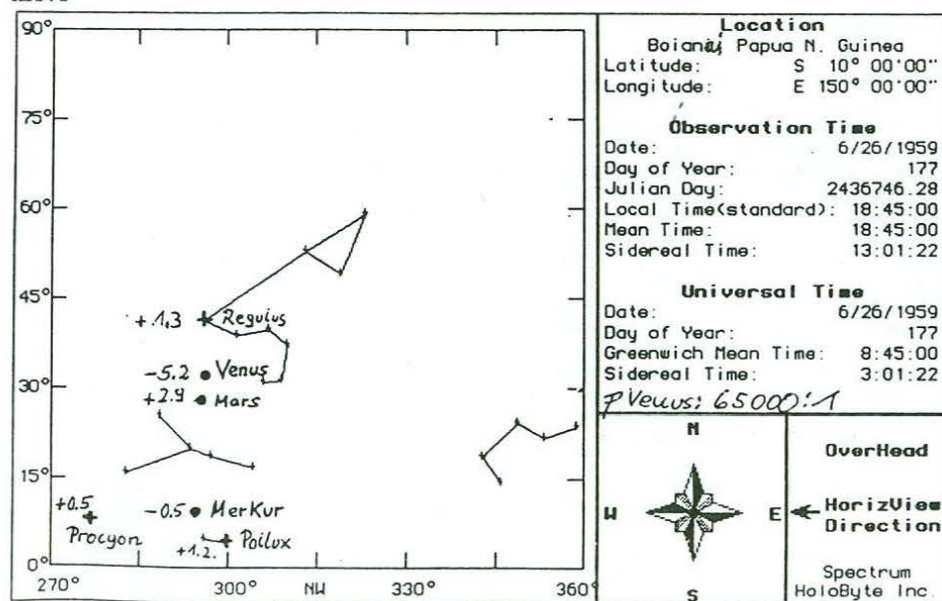 90°
75°
60°
45°
30°
15°
0°
270°
300°
NW
330°
360°
+1.3 Regulus
-5.2 Venus
+2.9 Mars
-0.5 MerKur
+0.5
Procyon
+1.2. Pollux
Location
Boianai Papua N. Guinea
Latitude: S 10° 00'00"
Longitude: E 150° 00'00"
Observation Time
Date: 6/26/1959
Day of Year: 177
Julian Day: 2436746.28
Local Time(standard): 18:45:00
Mean Time: 18:45:00
Sidereal Time: 13:01:22
Universal Time
Date: 6/26/1959
Day of Year: 177
Greenwich Mean Time: 8:45:00
Sidereal Time: 3:01:22
Venus: 65000:1
N
W
E
S
OverHead
HorizView
Direction
Spectrum
HoloByte Inc.